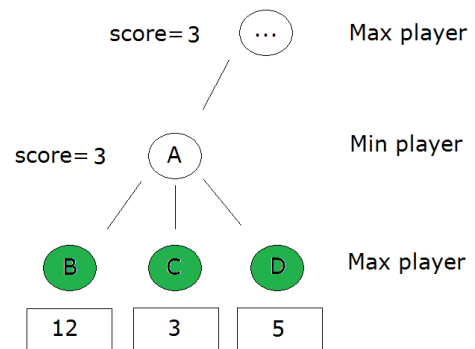 score= 3 ... Max player
score= 3 A Min player
B C D Max player
12 3 5